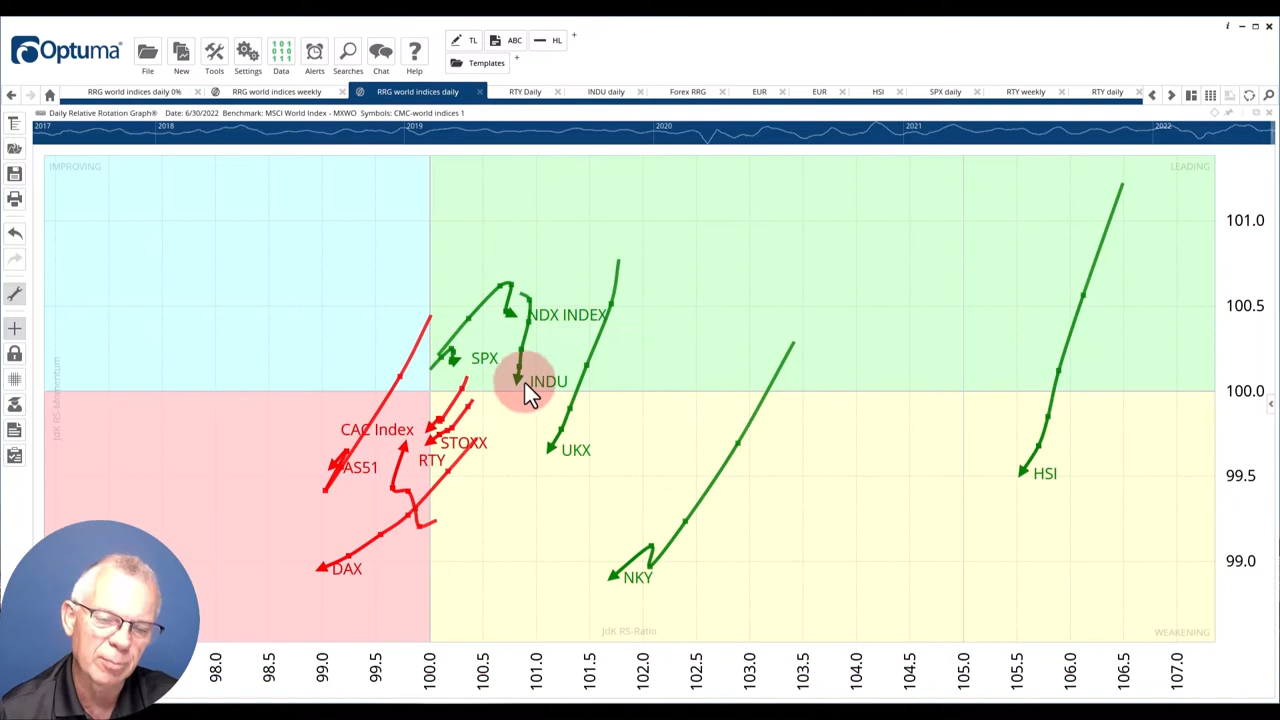 Optuma®
File New Tools Settings Data Alerts Searches Chat Help
TL ABC HL +
Templates +
RRG world indices daily 0% RRG world indices weekly RRG world indices daily RTY Daily INDU daily Forex RRG EUR EUR HSI SPX daily RTY weekly RTY daily
Daily Relative Rotation Graph® Date: 6/30/2022 Benchmark: MSCI World Index - MXWO Symbols: CMC-world indices 1
2017 2018 2019 2020 2021 2022
IMPROVING LEADING
101.0
NDX INDEX 100.5
SPX
INDU 100.0
JdK RS-Momentum
CAC Index
STOXX
UKX
RTY
AS51
HSI 99.5
DAX
NKY
99.0
JdK RS-Ratio WEAKENING
98.0 98.5 99.0 99.5 100.0 100.5 101.0 101.5 102.0 102.5 103.0 103.5 104.0 104.5 105.0 105.5 106.0 106.5 107.0